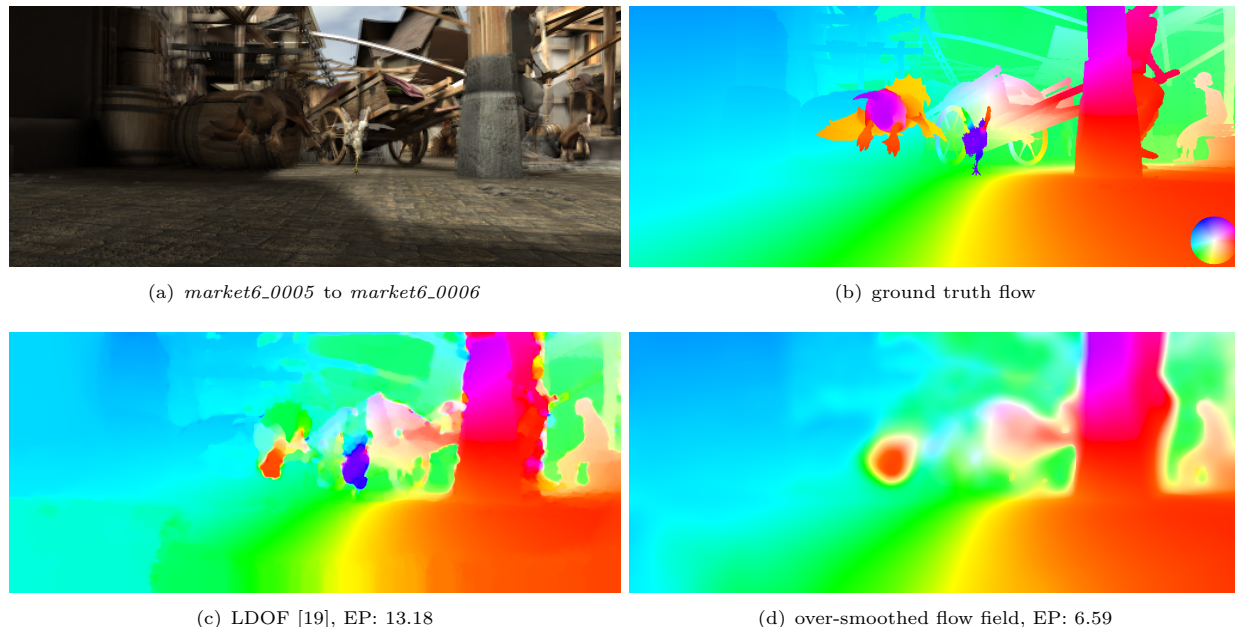 (a) market6_0005 to market6_0006
(b) ground truth flow
(c) LDOF [19], EP: 13.18
(d) over-smoothed flow field, EP: 6.59